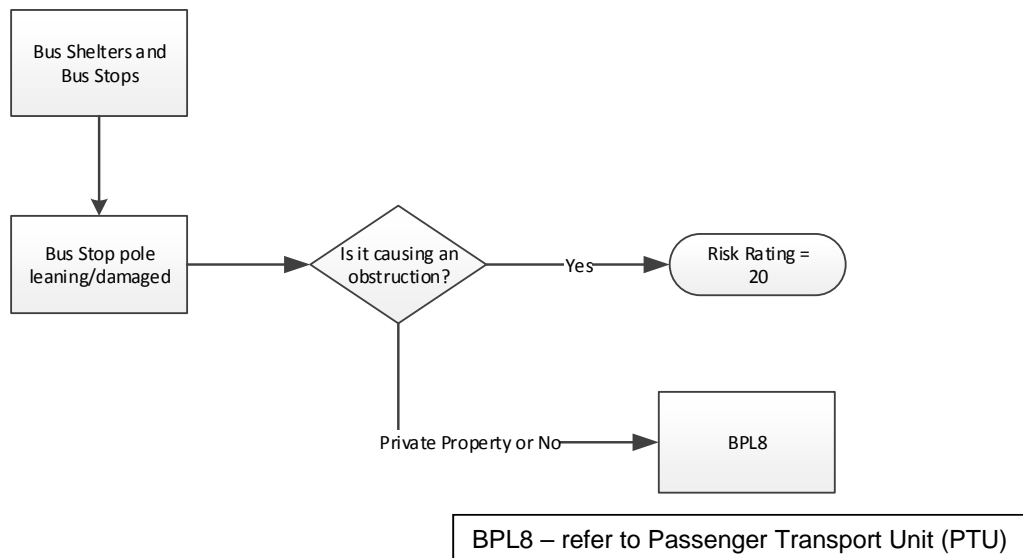 Bus Shelters and
Bus Stops
Bus Stop pole
leaning/damaged
Is it causing an
obstruction?
Yes
Risk Rating =
20
Private Property or No
BPL8
BPL8 – refer to Passenger Transport Unit (PTU)